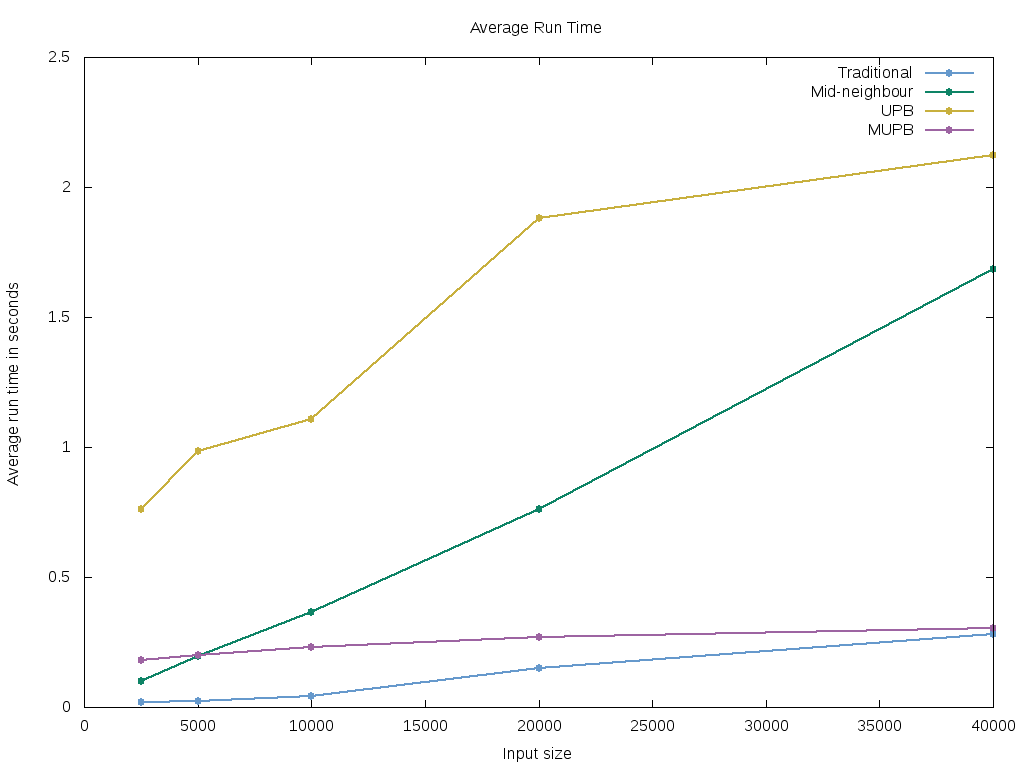 Average Run Time
2.5
2
1.5
1
0.5
0
Average run time in seconds
Traditional
Mid-neighbour
UPB
MUPB
0 5000 10000 15000 20000 25000 30000 35000 40000
Input size